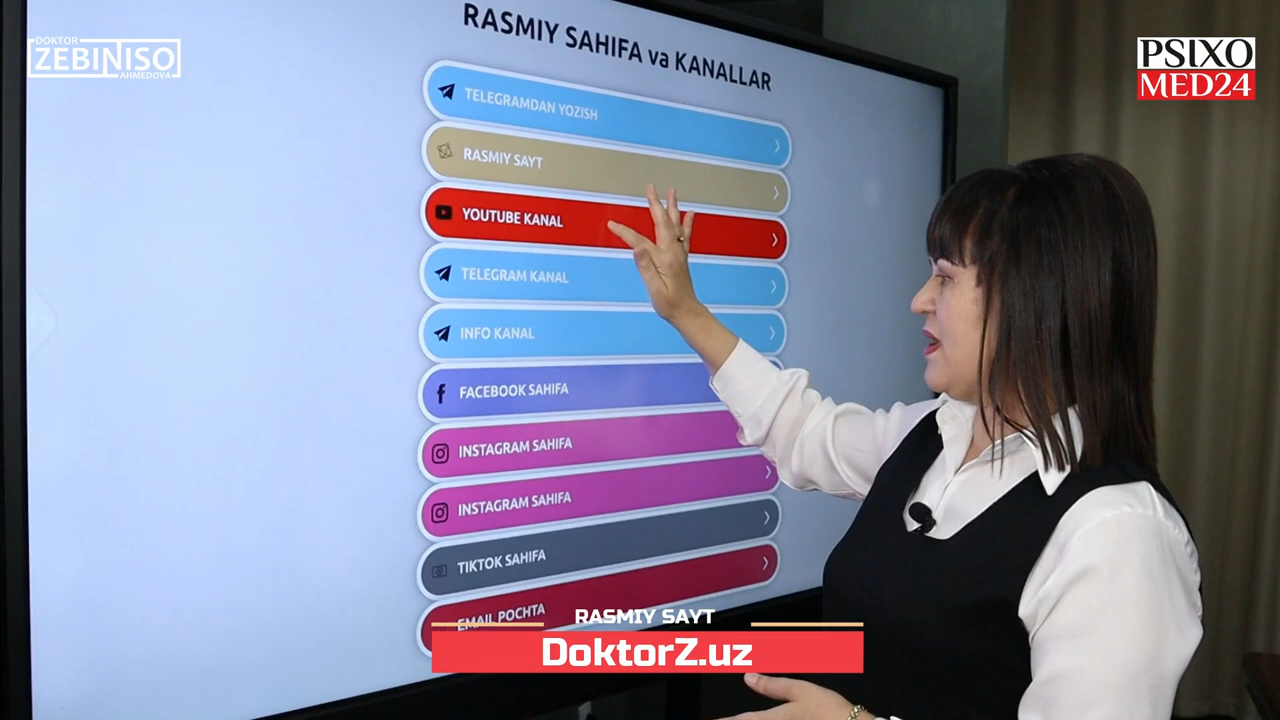 DOKTOR
ZEBINISO
AHMEDOVA
PSIXO
MED24
RASMIY SAHIFA va KANALLAR
TELEGRAMDAN YOZISH
RASMIY SAYT
YOUTUBE KANAL
TELEGRAM KANAL
INFO KANAL
FACEBOOK SAHIFA
INSTAGRAM SAHIFA
INSTAGRAM SAHIFA
TIKTOK SAHIFA
EMAIL POCHTA
RASMIY SAYT
DoktorZ.uz